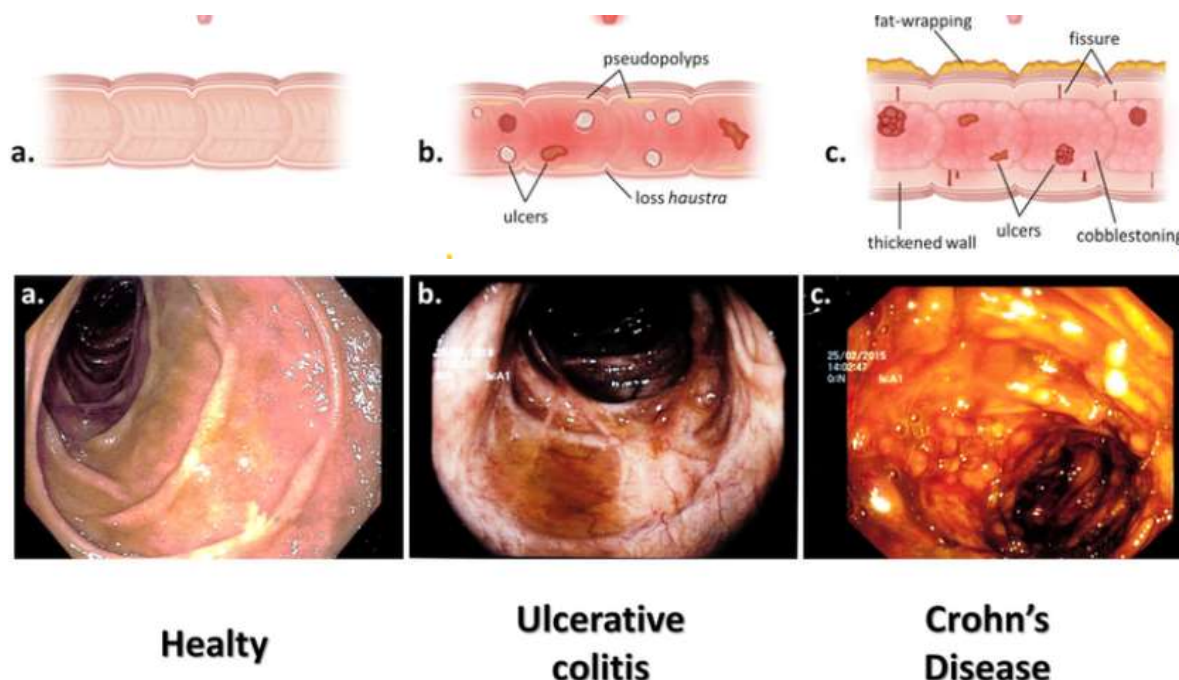 fat-wrapping
fissure
pseudopolyps
a.
b.
c.
ulcers
loss haustra
thickened wall
ulcers
cobblestoning
a.
b.
c.
25/02/2015
14:02:47
Healty
Ulcerative
colitis
Crohn's
Disease